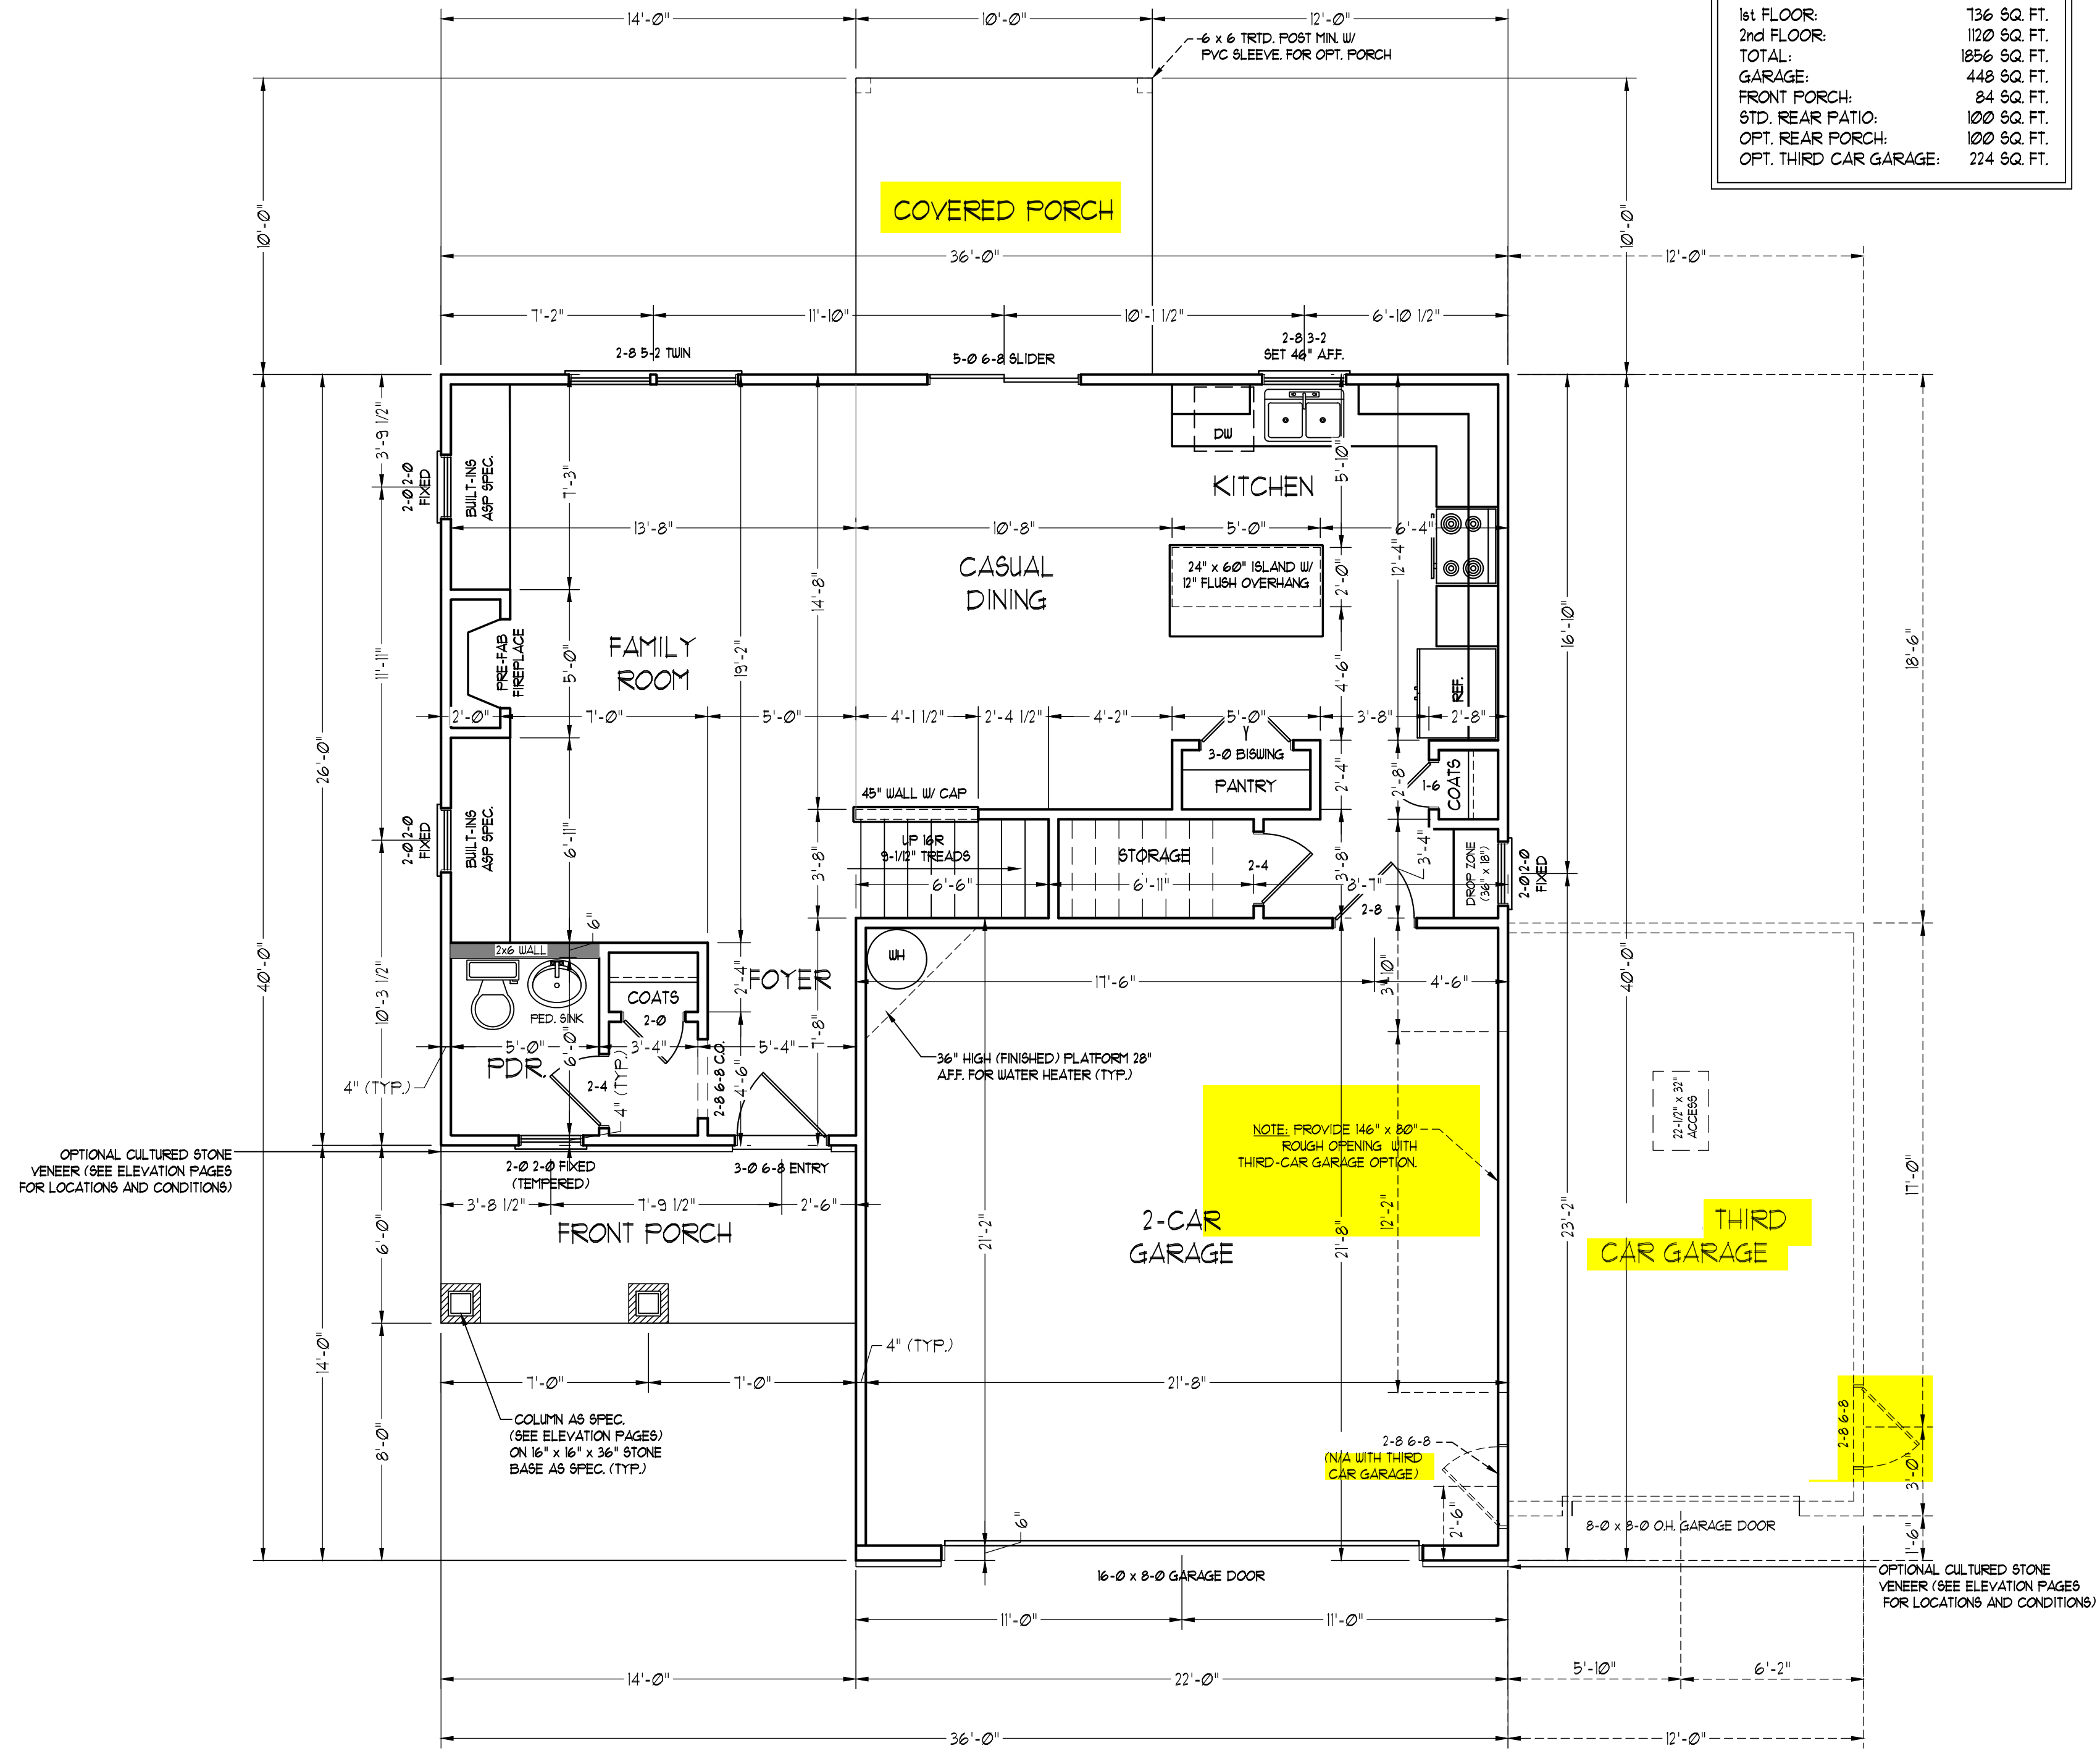 14'-0"
10'-0"
12'-0"
1st FLOOR: 736 SQ. FT.
2nd FLOOR: 1120 SQ. FT.
TOTAL: 1856 SQ. FT.
GARAGE: 448 SQ. FT.
FRONT PORCH: 84 SQ. FT.
STD. REAR PATIO: 100 SQ. FT.
OPT. REAR PORCH: 100 SQ. FT.
OPT. THIRD CAR GARAGE: 224 SQ. FT.
6 x 6 TRTD. POST MIN. W/
PVC SLEEVE. FOR OPT. PORCH
10'-0"
COVERED PORCH
10'-0"
36'-0"
12'-0"
7'-2"
11'-10"
10'-1 1/2"
6'-10 1/2"
2-8 5-2 TWIN
5-0 6-8 SLIDER
2-8 3-2
SET 46" A.F.F.
3'-9 1/2"
2-0 2-0
FIXED
BUILT-INS
ASP SPEC.
7'-3"
DW
5'-10"
KITCHEN
13'-8"
10'-8"
5'-0"
6'-4"
12'-4"
CASUAL
DINING
24" x 60" ISLAND W/
12" FLUSH OVERHANG
2'-0"
14'-8"
16'-10"
18'-6"
FAMILY
ROOM
PRE-FAB
FIREPLACE
5'-0"
19'-2"
11'-11"
4'-6"
REF.
2'-0"
7'-0"
5'-0"
4'-1 1/2"
2'-4 1/2"
4'-2"
5'-0"
3'-8"
2'-8"
26'-0"
3-0 BISWING
PANTRY
2'-4"
2'-8"
1-6
COATS
45" WALL W/ CAP
2-0 2-0
FIXED
BUILT-INS
ASP SPEC.
6'-11"
UP 16R
9-1/12" TREADS
3'-8"
6'-6"
STORAGE
6'-11"
2-4
3'-8"
8'-7"
3'-4"
2-8
DROP ZONE
(36" x 18")
2-0 2-0
FIXED
40'-0"
6"
2x6 WALL
WH
FOYER
2'-4"
17'-6"
3'-10"
4'-6"
40'-0"
10'-3 1/2"
COATS
2-0
PED. SINK
5'-0"
3'-4"
5'-4"
7'-8"
6'-0"
PDR.
2-4
4" (TYP.)
4" (TYP.)
2-8 6-8 C.O.
4'-6"
36" HIGH (FINISHED) PLATFORM 28"
A.F.F. FOR WATER HEATER (TYP.)
22-1/2" x 32"
ACCESS
NOTE: PROVIDE 146" x 80"
ROUGH OPENING WITH
THIRD-CAR GARAGE OPTION.
OPTIONAL CULTURED STONE
VENEER (SEE ELEVATION PAGES
FOR LOCATIONS AND CONDITIONS)
2-0 2-0 FIXED
(TEMPERED)
3-0 6-8 ENTRY
3'-8 1/2"
7'-9 1/2"
2'-6"
FRONT PORCH
6'-0"
21'-2"
2-CAR
GARAGE
12'-2"
21'-8"
23'-2"
17'-0"
THIRD
CAR GARAGE
14'-0"
4" (TYP.)
7'-0"
7'-0"
21'-8"
8'-0"
COLUMN AS SPEC.
(SEE ELEVATION PAGES)
ON 16" x 16" x 36" STONE
BASE AS SPEC. (TYP.)
2-8 6-8
(N/A WITH THIRD
CAR GARAGE)
2-8 6-8
3'-0"
2'-6"
6"
8-0 x 8-0 O.H. GARAGE DOOR
1'-6"
16-0 x 8-0 GARAGE DOOR
OPTIONAL CULTURED STONE
VENEER (SEE ELEVATION PAGES
FOR LOCATIONS AND CONDITIONS)
11'-0"
11'-0"
14'-0"
22'-0"
5'-10"
6'-2"
36'-0"
12'-0"